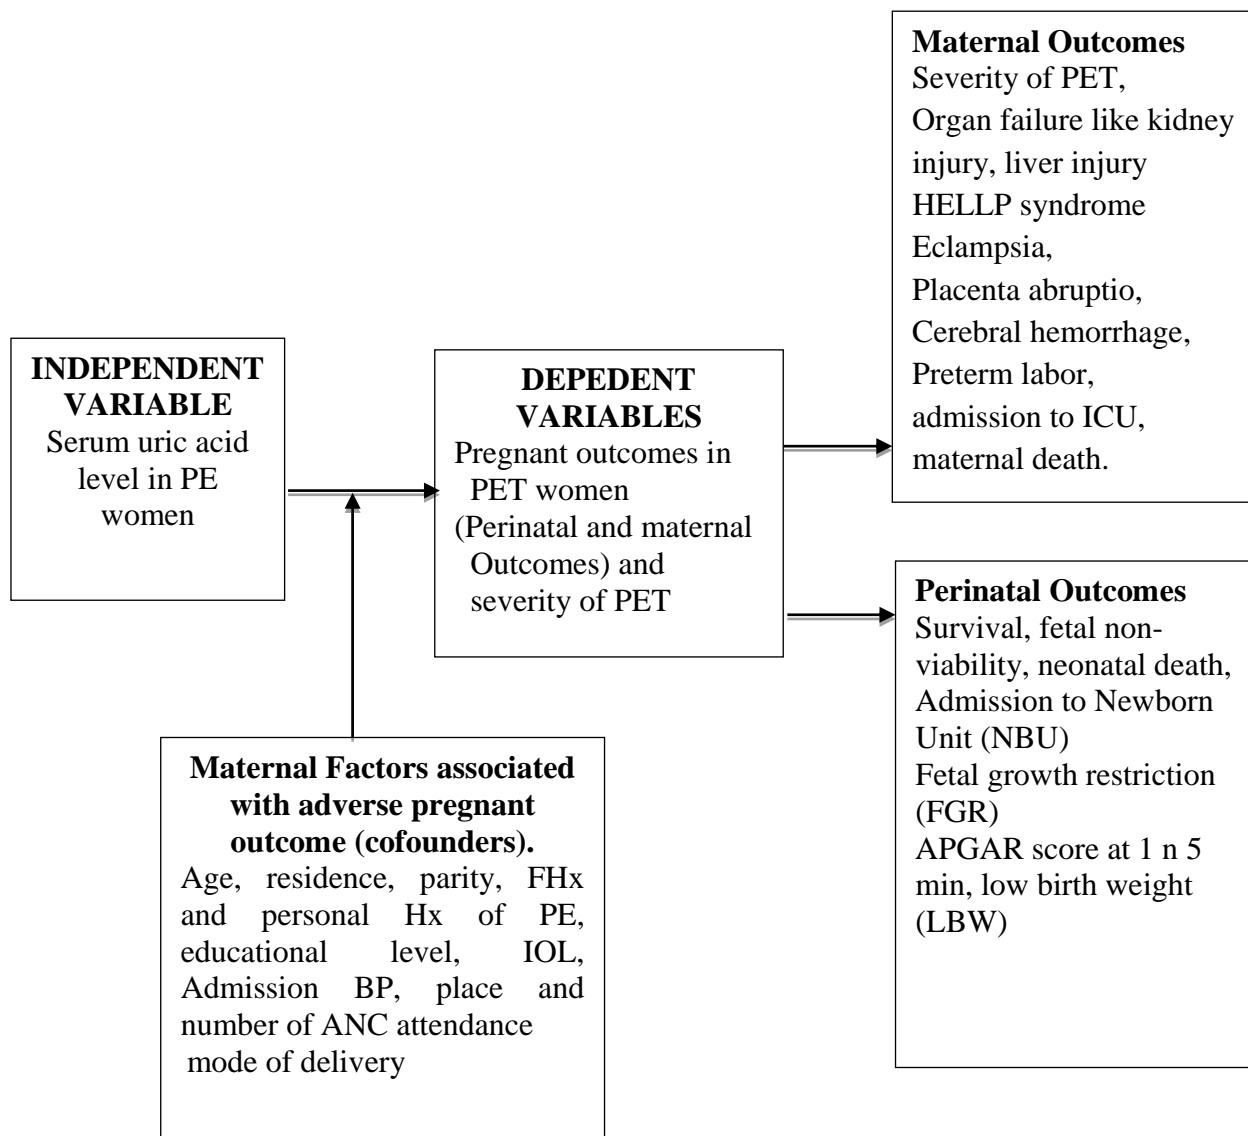 INDEPENDENT
VARIABLE
Serum uric acid
level in PE
women
DEPEDENT
VARIABLES
Pregnant outcomes in
PET women
(Perinatal and maternal
Outcomes) and
severity of PET
Maternal Outcomes
Severity of PET,
Organ failure like kidney
injury, liver injury
HELLP syndrome
Eclampsia,
Placenta abruptio,
Cerebral hemorrhage,
Preterm labor,
admission to ICU,
maternal death.
Perinatal Outcomes
Survival, fetal non-
viability, neonatal death,
Admission to Newborn
Unit (NBU)
Fetal growth restriction
(FGR)
APGAR score at 1 n 5
min, low birth weight
(LBW)
Maternal Factors associated
with adverse pregnant
outcome (cofounders).
Age, residence, parity, FHx
and personal Hx of PE,
educational level, IOL,
Admission BP, place and
number of ANC attendance
mode of delivery